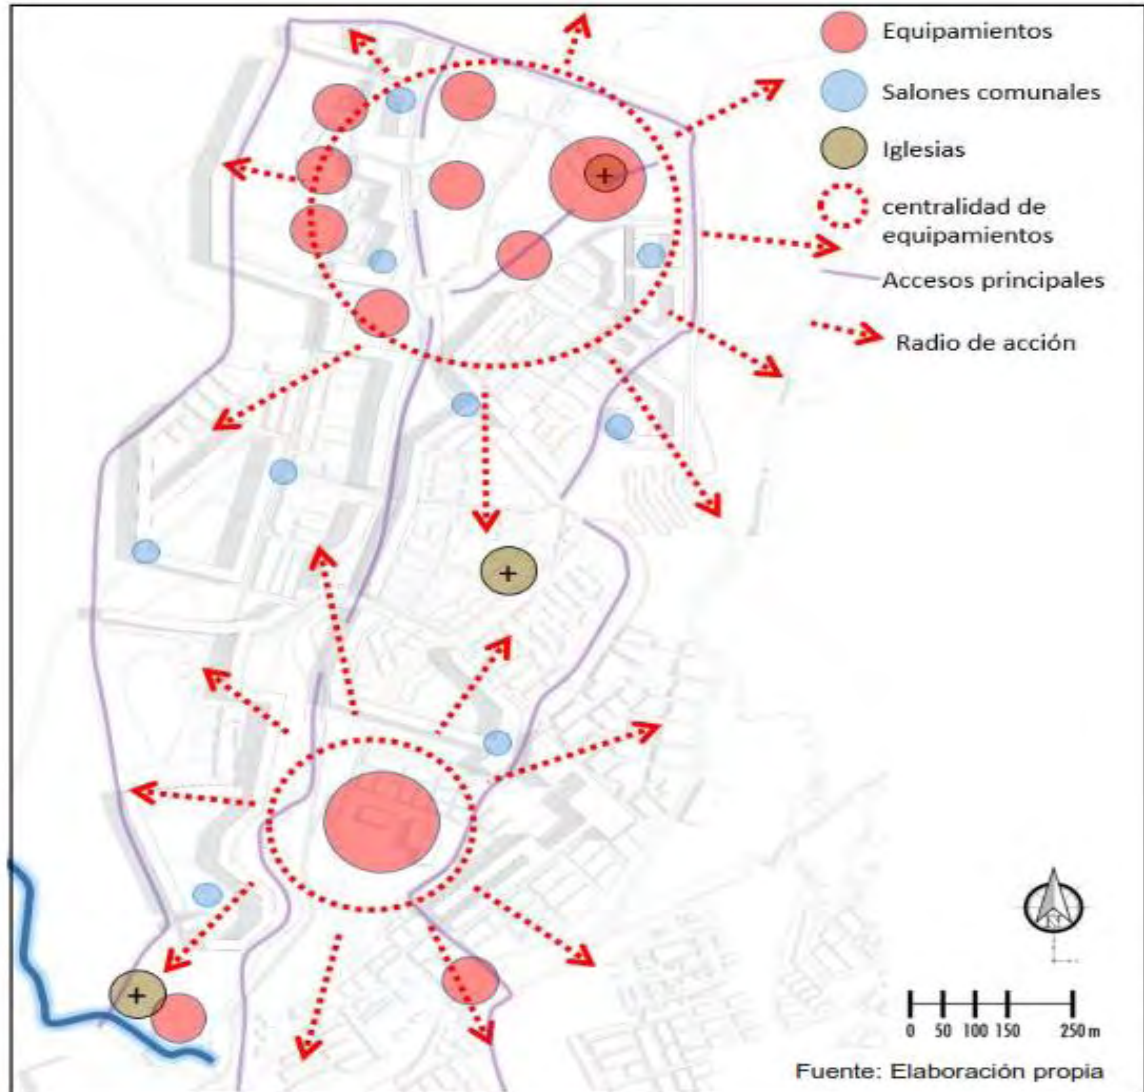 Equipamientos
Salones comunales
Iglesias
centralidad de
equipamientos
Accesos principales
Radio de acción
N
0 50 100 150 250 m
Fuente: Elaboración propia